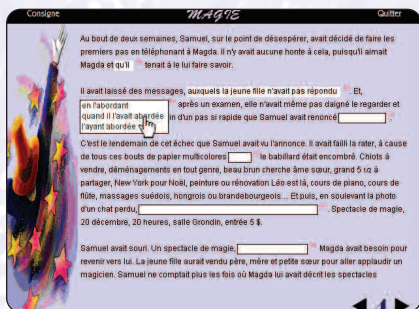 Consigne MAGIE Quitter
Au bout de deux semaines, Samuel, sur le point de désespérer, avait décidé de faire les
premiers pas en téléphonant à Magda. Il n'y avait aucune honte à cela, puisqu'il aimait
Magda et qu'il tenait à le lui faire savoir.
Il avait laissé des messages, auxquels la jeune fille n'avait pas répondu . Et,
en l'abordant
quand il l'avait abordée
l'ayant abordée
après un examen, elle n'avait même pas daigné le regarder et
d'un pas si rapide que Samuel avait renoncé .
C'est le lendemain de cet échec que Samuel avait vu l'annonce. Il avait failli la rater, à cause
de tous ces bouts de papier multicolores le babillard était encombré. Chiots à
vendre, déménagements en tout genre, beau brun cherche âme sœur, grand 5 1/2 à
partager, New York pour Noël, peinture ou rénovation Léo est là, cours de piano, cours de
flûte, massages suédois, hongrois ou brandebourgeois... Et puis, en soulevant la photo
d'un chat perdu, . Spectacle de magie,
20 décembre, 20 heures, salle Grondin, entrée 5 $.
Samuel avait souri. Un spectacle de magie, Magda avait besoin pour
revenir vers lui. La jeune fille aurait vendu père, mère et petite sœur pour aller applaudir un
magicien. Samuel ne comptait plus les fois où Magda lui avait décrit les spectacles
1